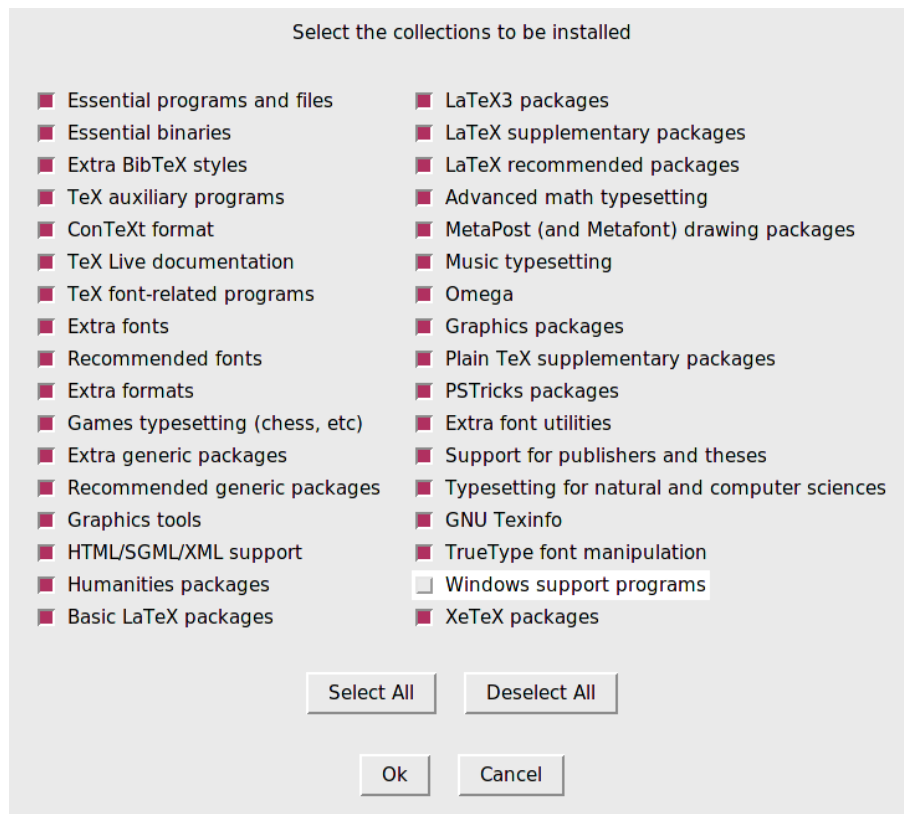 Select the collections to be installed
Essential programs and files
Essential binaries
Extra BibTeX styles
TeX auxiliary programs
ConTeXt format
TeX Live documentation
TeX font-related programs
Extra fonts
Recommended fonts
Extra formats
Games typesetting (chess, etc)
Extra generic packages
Recommended generic packages
Graphics tools
HTML/SGML/XML support
Humanities packages
Basic LaTeX packages
LaTeX3 packages
LaTeX supplementary packages
LaTeX recommended packages
Advanced math typesetting
MetaPost (and Metafont) drawing packages
Music typesetting
Omega
Graphics packages
Plain TeX supplementary packages
PSTricks packages
Extra font utilities
Support for publishers and theses
Typesetting for natural and computer sciences
GNU Texinfo
TrueType font manipulation
Windows support programs
XeTeX packages
Select All
Deselect All
Ok
Cancel